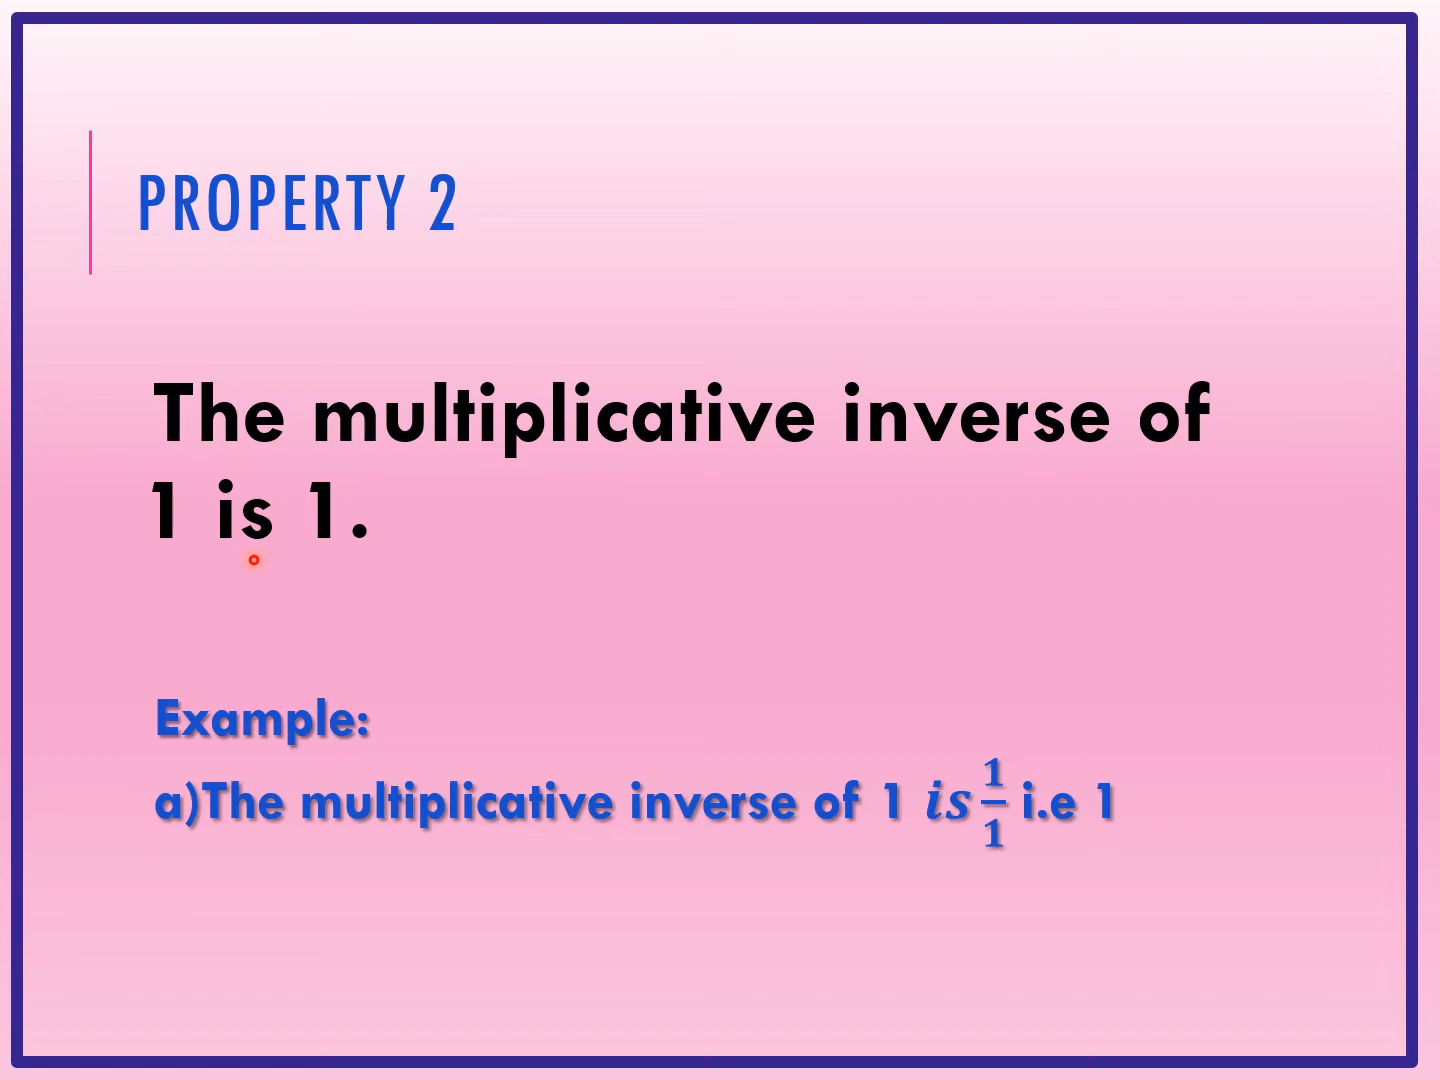 PROPERTY 2
The multiplicative inverse of
1 is 1.
Example:
a)The multiplicative inverse of 1 is 1/1 i.e 1